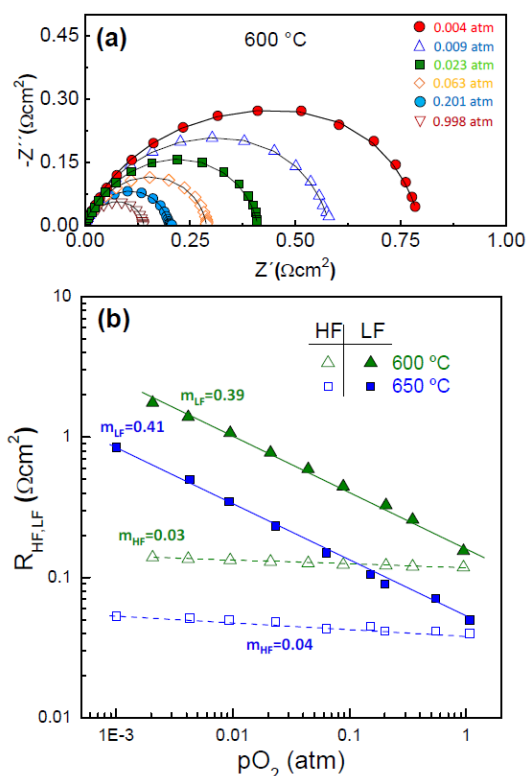 (a)
600 °C
0.004 atm
0.009 atm
0.023 atm
0.063 atm
0.201 atm
0.998 atm
-Z´´(Ωcm²)
0.45
0.30
0.15
0.00
0.00
0.25
0.50
0.75
1.00
Z´(Ωcm²)
(b)
HF LF
600 ºC
650 ºC
m_LF=0.39
m_LF=0.41
m_HF=0.03
m_HF=0.04
R_HF,LF (Ωcm²)
10
1
0.1
0.01
1E-3
0.01
0.1
1
pO₂ (atm)